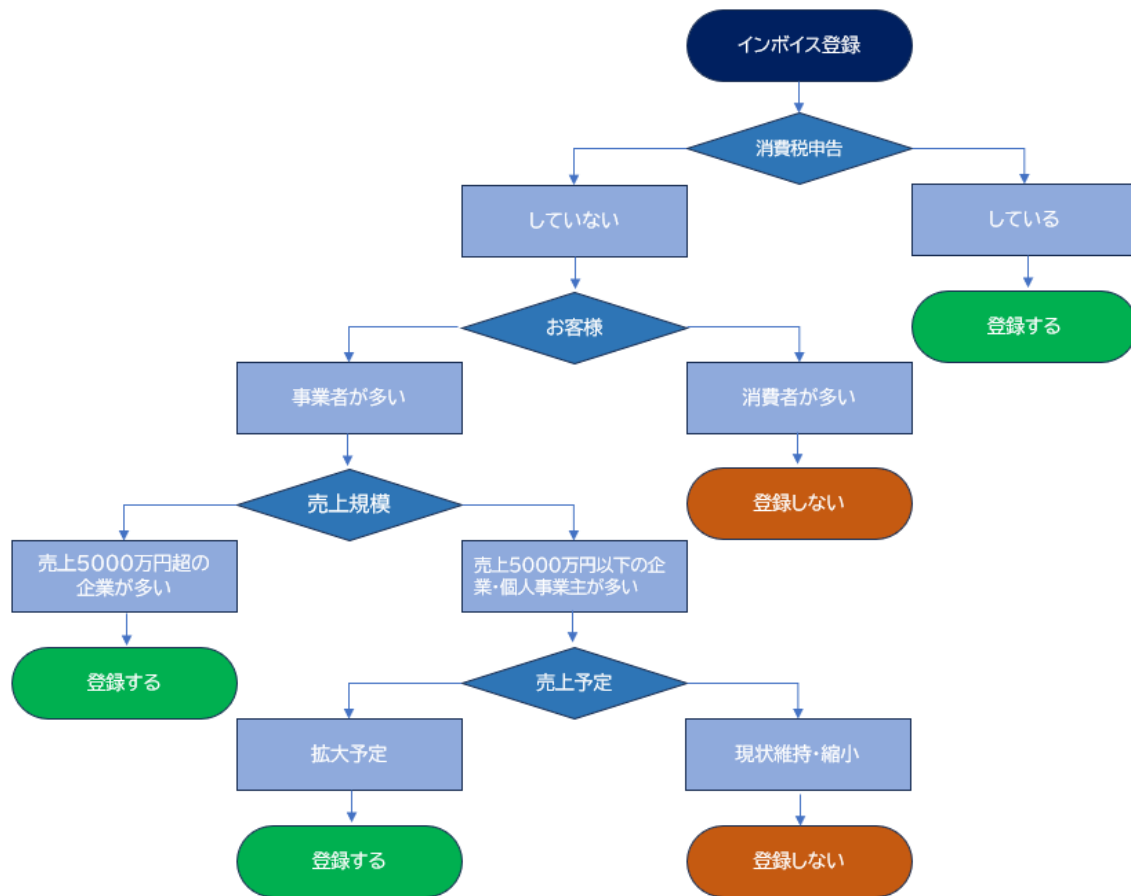 インボイス登録
消費税申告
していない
している
お客様
登録する
事業者が多い
消費者が多い
売上規模
登録しない
売上5000万円超の
企業が多い
売上5000万円以下の企
業・個人事業主が多い
登録する
売上予定
拡大予定
現状維持・縮小
登録する
登録しない